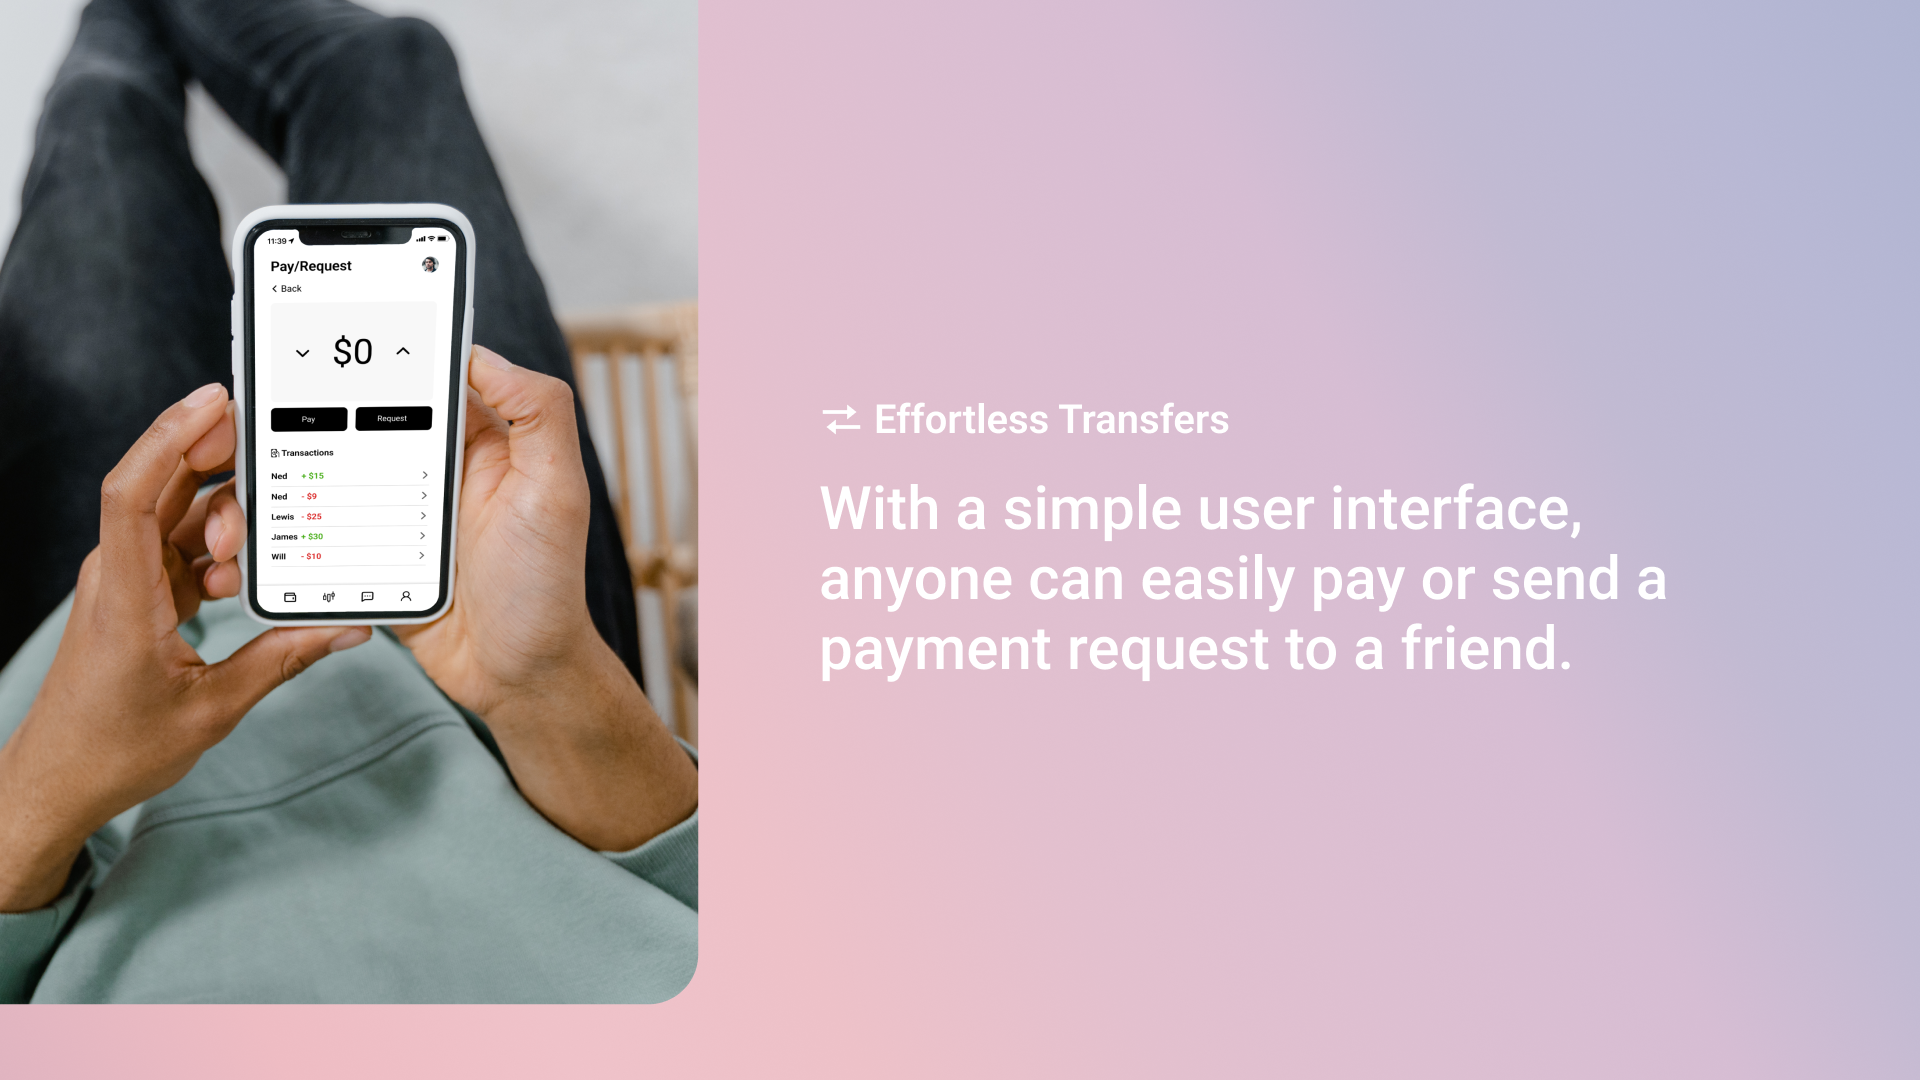 11:39
Pay/Request
Back
$0
Pay
Request
Transactions
Ned + $15
Ned - $9
Lewis - $25
James + $30
Will - $10
Effortless Transfers
With a simple user interface,
anyone can easily pay or send a
payment request to a friend.